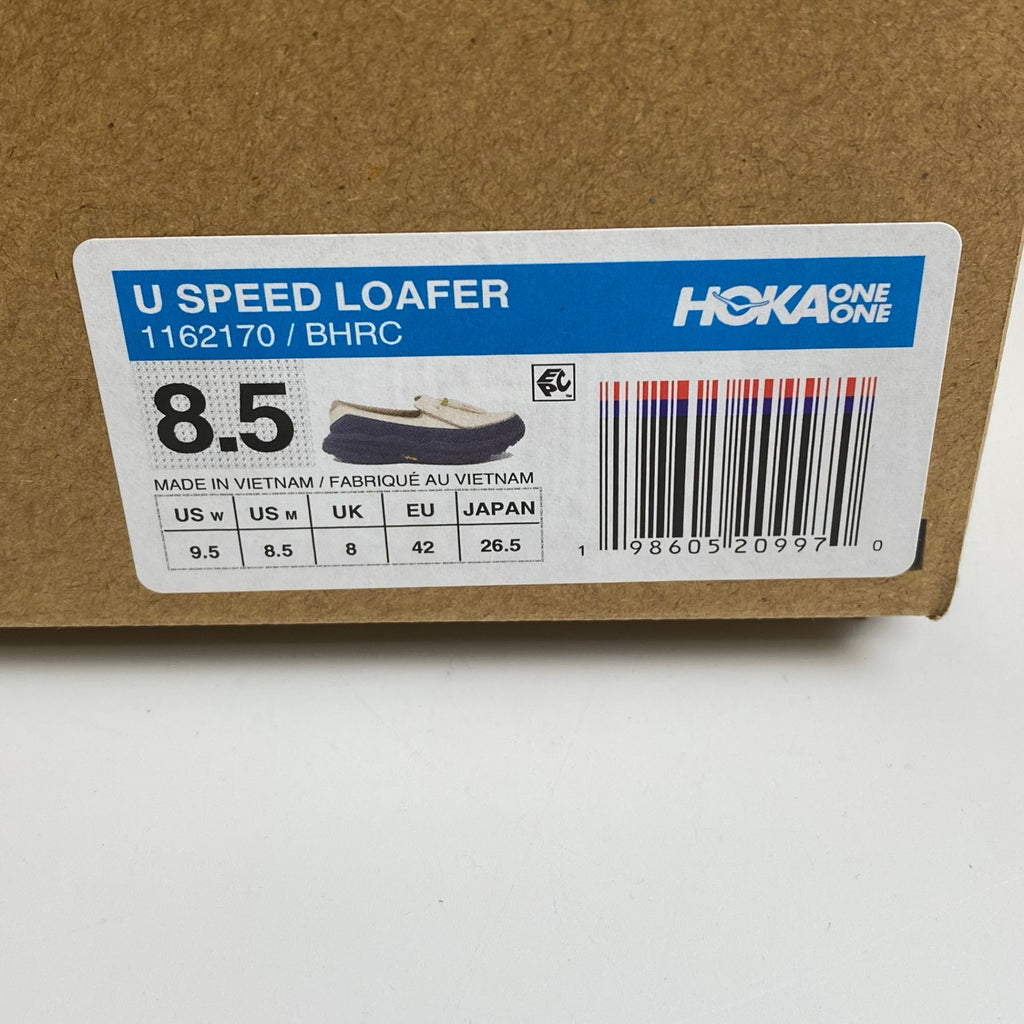 U SPEED LOAFER
1162170 / BHRC
HOKA ONE ONE
8.5
EPC
MADE IN VIETNAM / FABRIQUÉ AU VIETNAM
US W US M UK EU JAPAN
9.5 8.5 8 42 26.5
1 98605 20997 0